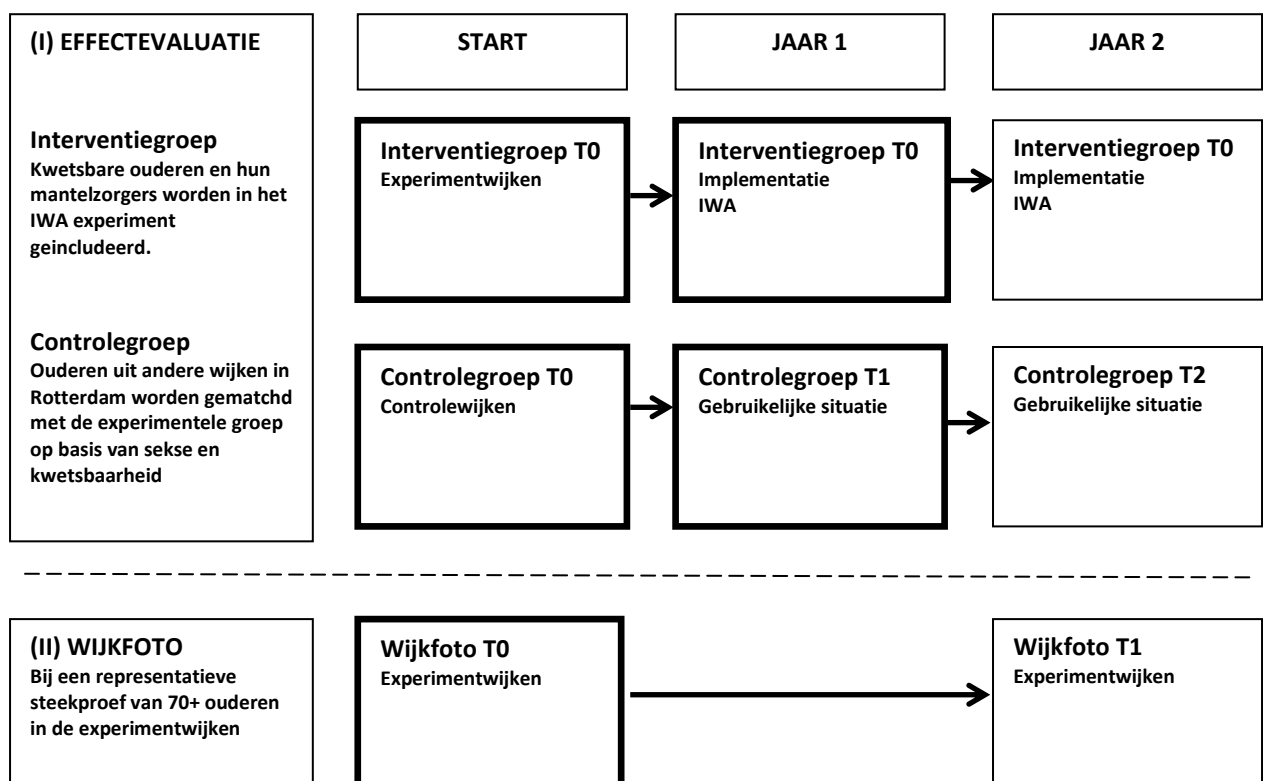 (I) EFFECTEVALUATIE
START
JAAR 1
JAAR 2
Interventiegroep
Kwetsbare ouderen en hun
mantelzorgers worden in het
IWA experiment
geincludeerd.
Interventiegroep T0
Experimentwijken
Interventiegroep T0
Implementatie
IWA
Interventiegroep T0
Implementatie
IWA
Controlegroep
Ouderen uit andere wijken in
Rotterdam worden gematchd
met de experimentele groep
op basis van sekse en
kwetsbaarheid
Controlegroep T0
Controlewijken
Controlegroep T1
Gebruikelijke situatie
Controlegroep T2
Gebruikelijke situatie
(II) WIJKFOTO
Bij een representatieve
steekproef van 70+ ouderen
in de experimentwijken
Wijkfoto T0
Experimentwijken
Wijkfoto T1
Experimentwijken